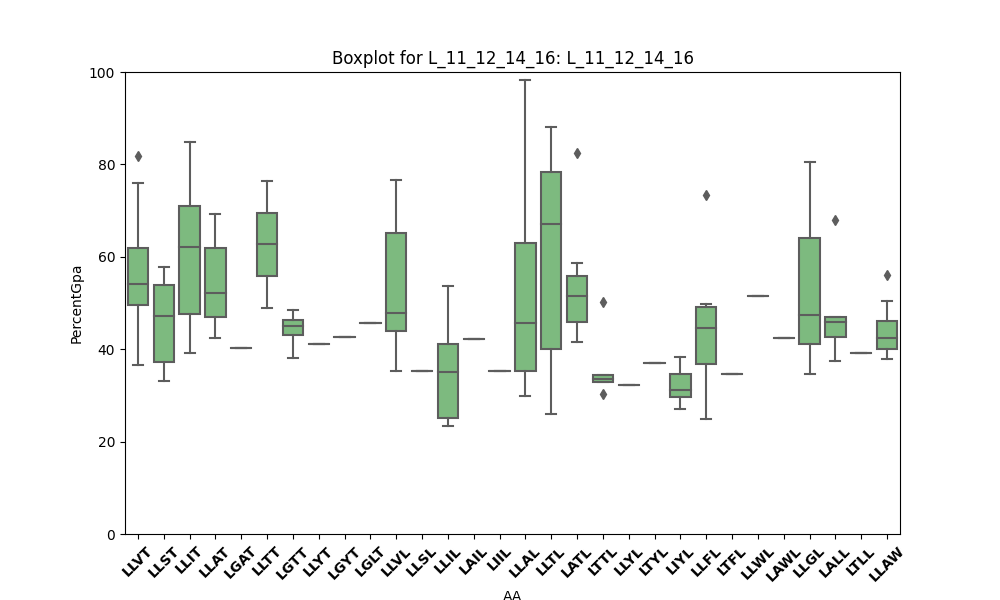 Boxplot for L_11_12_14_16: L_11_12_14_16
100
80
60
40
20
0
PercentGpa
LLVT LLST LLIT LLAT LGAT LLTT LGTT LLYT LGYT LGLT LLVL LLSL LLIL LAIL LIIL LLAL LLTL LATL LTTL LLYL LTYL LIYL LLFL LTFL LLWL LAWL LLGL LALL LTLL LLAW
AA